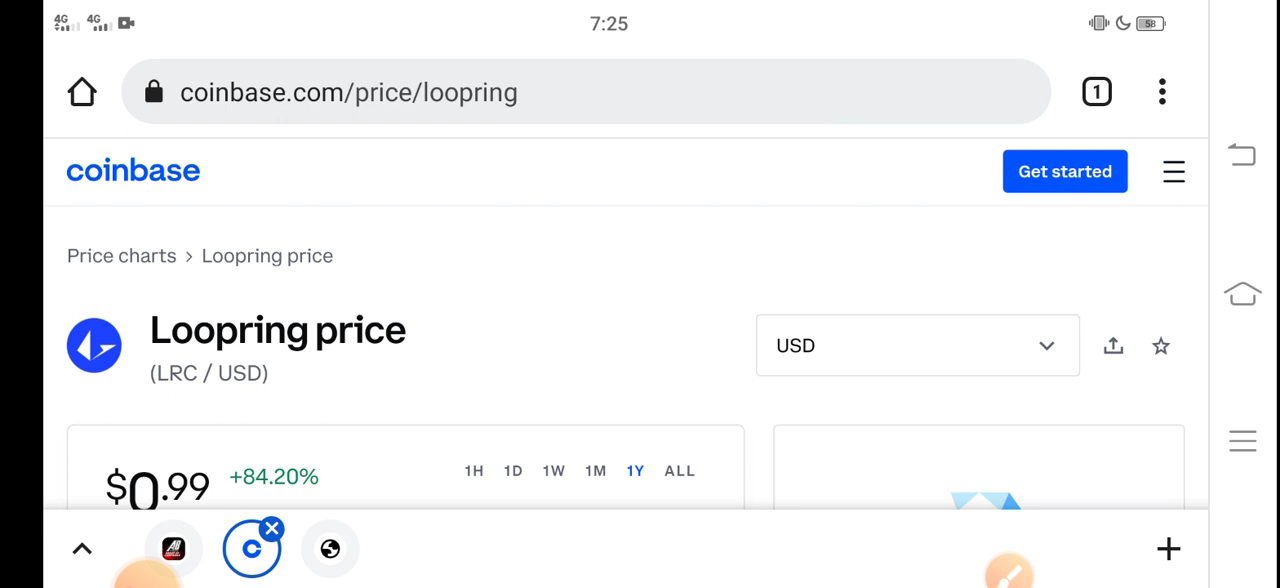 4G 4G 7:25 58
coinbase.com/price/loopring 1
coinbase Get started
Price charts > Loopring price
Loopring price
(LRC / USD)
USD
$0.99 +84.20% 1H 1D 1W 1M 1Y ALL